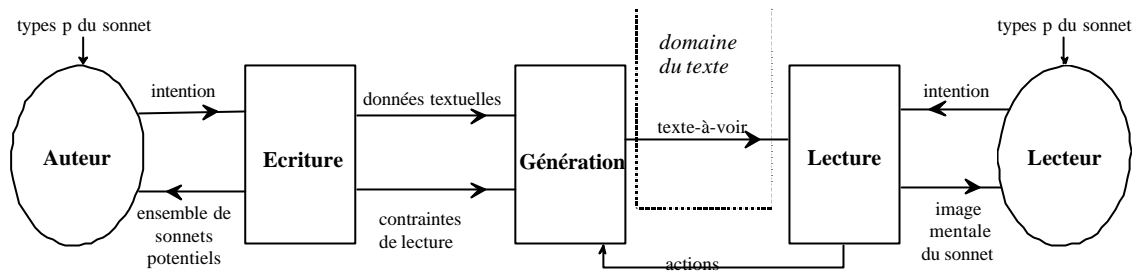 types p du sonnet
Auteur
intention
ensemble de
sonnets
potentiels
Ecriture
données textuelles
contraintes
de lecture
Génération
domaine
du texte
texte-à-voir
actions
Lecture
intention
image
mentale
du sonnet
types p du sonnet
Lecteur